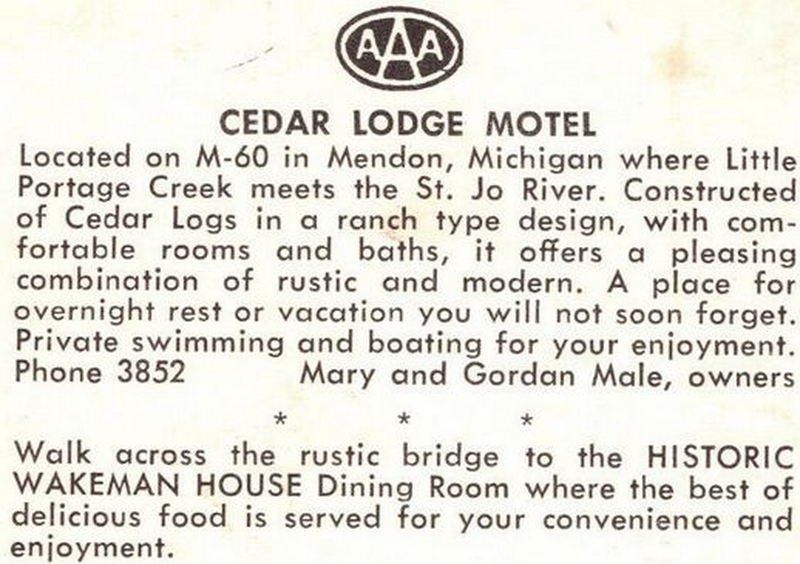 AAA
CEDAR LODGE MOTEL
Located on M-60 in Mendon, Michigan where Little
Portage Creek meets the St. Jo River. Constructed
of Cedar Logs in a ranch type design, with com-
fortable rooms and baths, it offers a pleasing
combination of rustic and modern. A place for
overnight rest or vacation you will not soon forget.
Private swimming and boating for your enjoyment.
Phone 3852 Mary and Gordan Male, owners
* * *
Walk across the rustic bridge to the HISTORIC
WAKEMAN HOUSE Dining Room where the best of
delicious food is served for your convenience and
enjoyment.